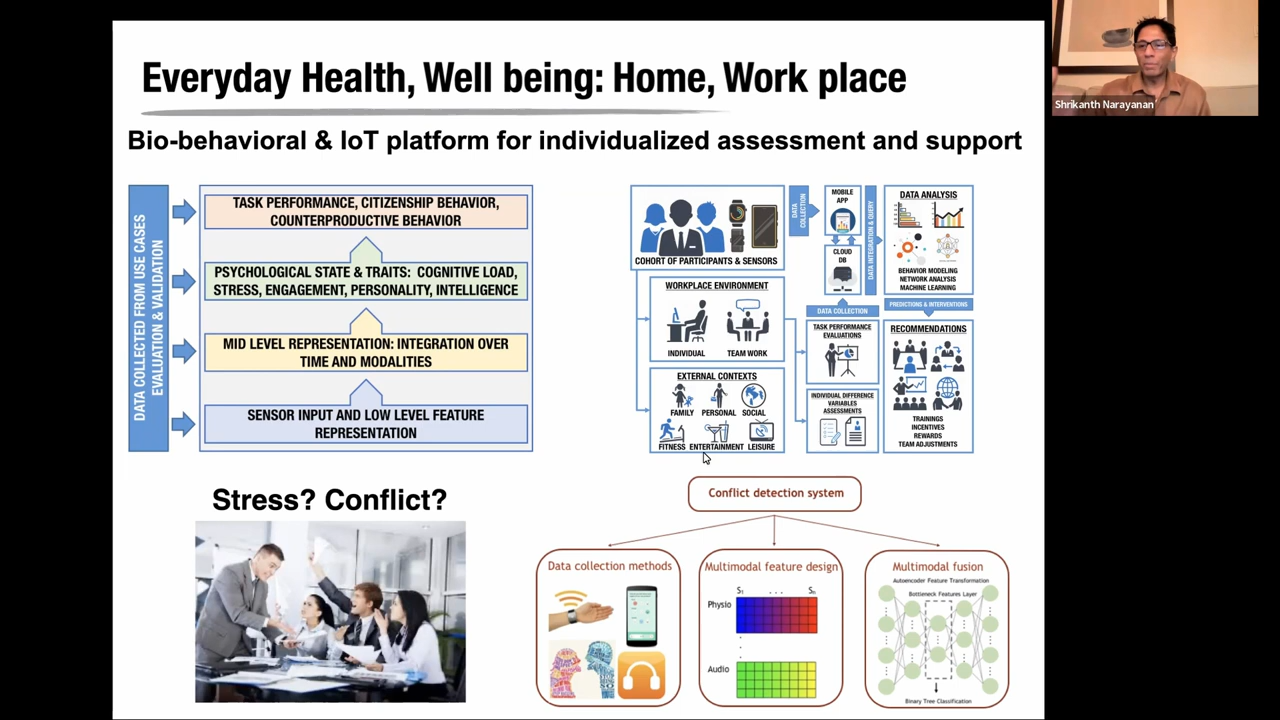 Everyday Health, Well being: Home, Work place
Shrikanth Narayanan
Bio-behavioral & IoT platform for individualized assessment and support
DATA COLLECTED FROM USE CASES
EVALUATION & VALIDATION
TASK PERFORMANCE, CITIZENSHIP BEHAVIOR,
COUNTERPRODUCTIVE BEHAVIOR
PSYCHOLOGICAL STATE & TRAITS: COGNITIVE LOAD,
STRESS, ENGAGEMENT, PERSONALITY, INTELLIGENCE
MID LEVEL REPRESENTATION: INTEGRATION OVER
TIME AND MODALITIES
SENSOR INPUT AND LOW LEVEL FEATURE
REPRESENTATION
COHORT OF PARTICIPANTS & SENSORS
DATA
COLLECTION
MOBILE
APP
CLOUD
DB
DATA INTEGRATION & QUERY
DATA ANALYSIS
BEHAVIOR MODELING
NETWORK ANALYSIS
MACHINE LEARNING
WORKPLACE ENVIRONMENT
INDIVIDUAL
TEAM WORK
DATA COLLECTION
PREDICTIONS & INTERVENTIONS
TASK PERFORMANCE
EVALUATIONS
RECOMMENDATIONS
TRAININGS
INCENTIVES
REWARDS
TEAM ADJUSTMENTS
EXTERNAL CONTEXTS
FAMILY
PERSONAL
SOCIAL
FITNESS
ENTERTAINMENT
LEISURE
INDIVIDUAL DIFFERENCE
VARIABLES
ASSESSMENTS
Stress? Conflict?
Conflict detection system
Data collection methods
Multimodal feature design
S1 . . . Sn
Physio
Audio
Multimodal fusion
Autoencoder Feature Transformation
Bottleneck Features Layer
Binary Tree Classification